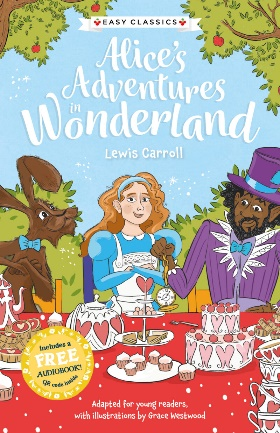 EASY CLASSICS
Alice's
Adventures
in
Wonderland
Lewis Carroll
Includes a
FREE
AUDIOBOOK!
QR code inside
Adapted for young readers,
with illustrations by Grace Westwood